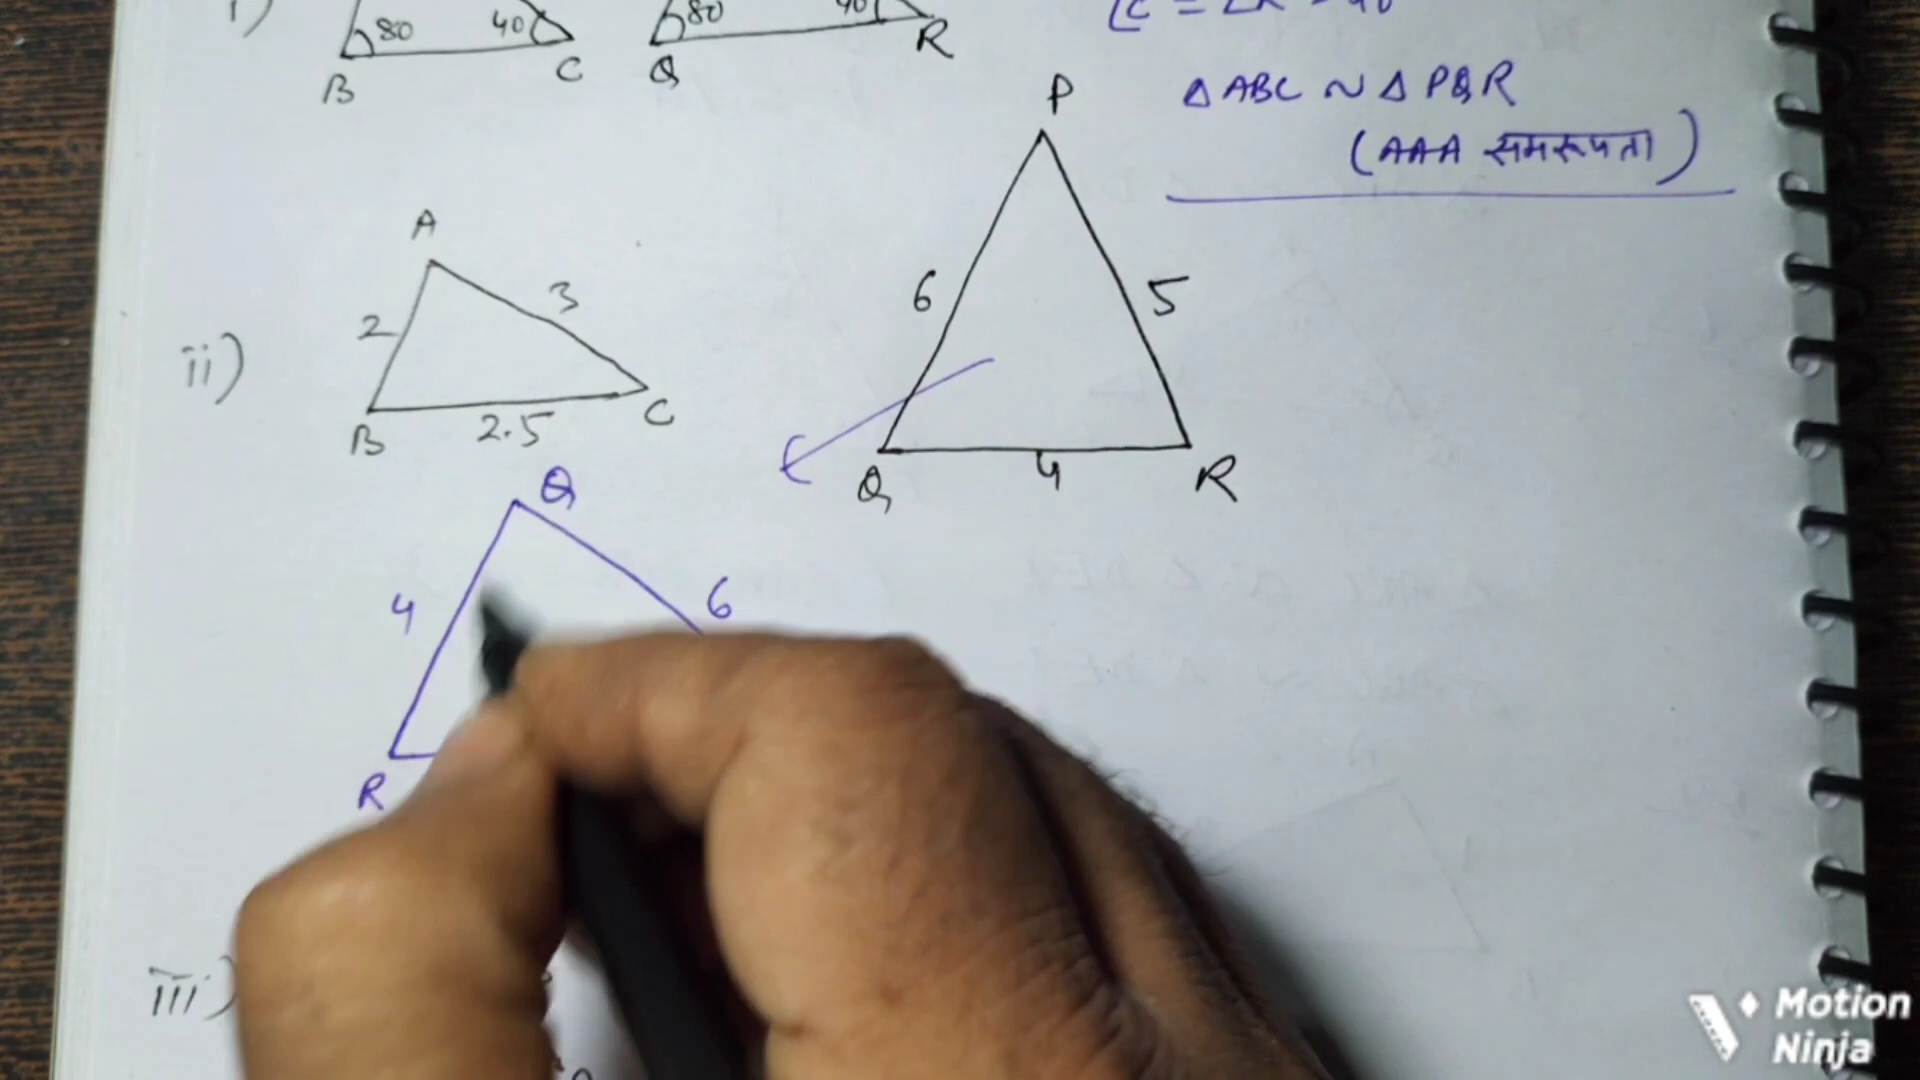 i)
80 40
80 40
B C Q R
△ABC ~ △PQR
(AAA समरूपता)
ii)
A
2 3
B 2.5 C
P
6 5
Q 4 R
Q
4 6
R
iii)
Motion
Ninja